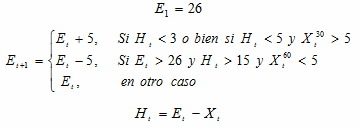 E₁ = 26
Eₜ₊₁ = { Eₜ + 5, Si Hₜ < 3 o bien si Hₜ < 5 y Xₜ³⁰ > 5
Eₜ − 5, Si Eₜ > 26 y Hₜ > 15 y Xₜ⁶⁰ < 5
Eₜ, en otro caso
Hₜ = Eₜ − Xₜ